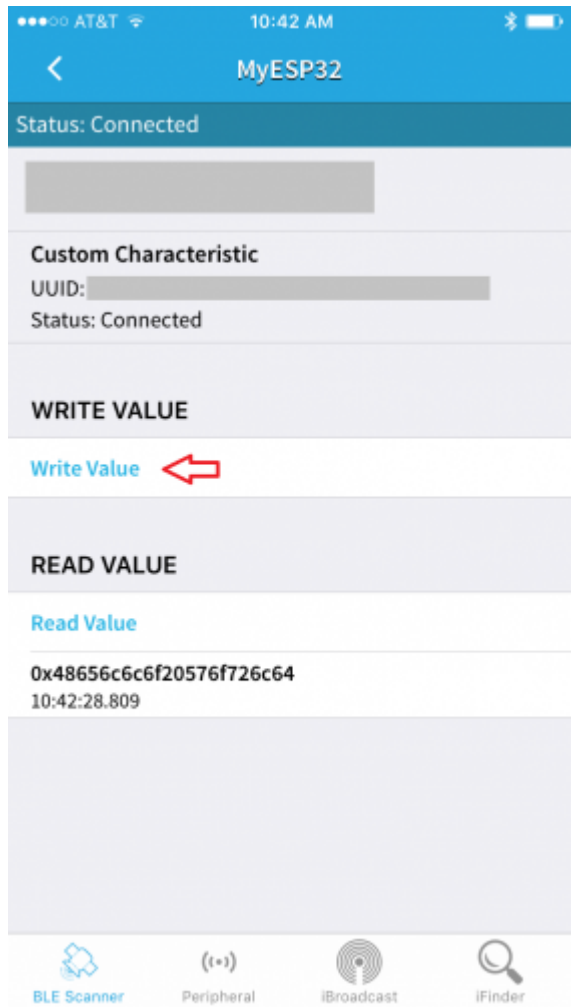 AT&T 10:42 AM
MyESP32
Status: Connected
Custom Characteristic
UUID:
Status: Connected
WRITE VALUE
Write Value
READ VALUE
Read Value
0x48656c6c6f20576f726c64
10:42:28.809
BLE Scanner Peripheral iBroadcast iFinder